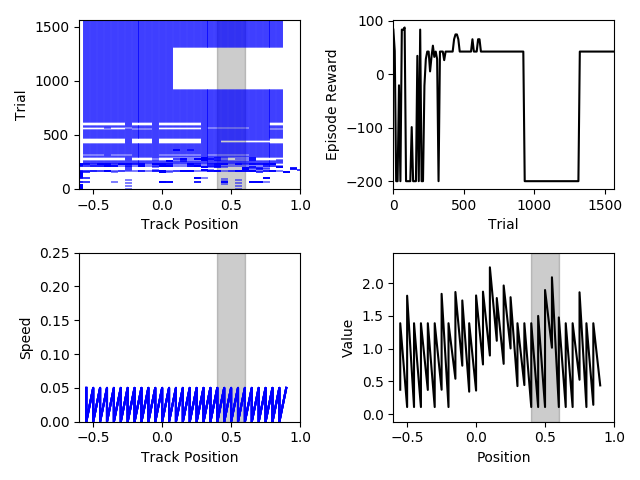 1500
1000
500
0
Trial
−0.5 0.0 0.5 1.0
Track Position
100
0
−100
−200
Episode Reward
0 500 1000 1500
Trial
0.25
0.20
0.15
0.10
0.05
0.00
Speed
−0.5 0.0 0.5 1.0
Track Position
2.0
1.5
1.0
0.5
0.0
Value
−0.5 0.0 0.5 1.0
Position